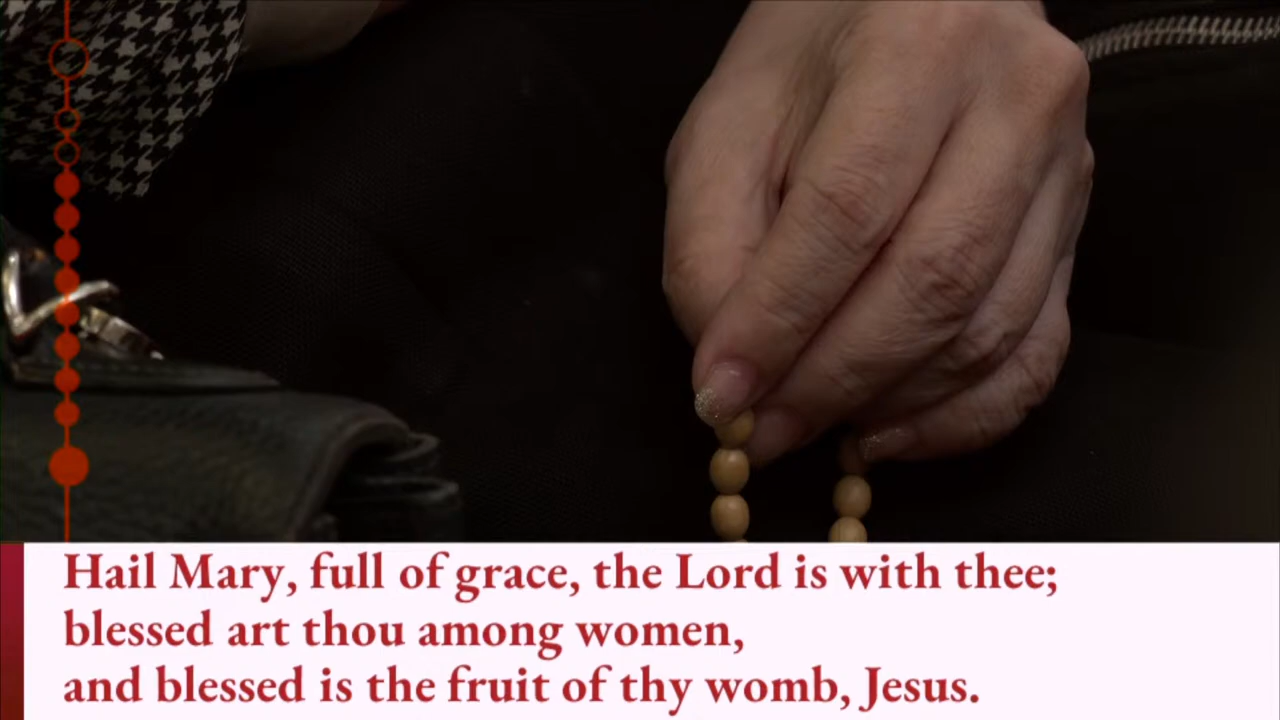 Hail Mary, full of grace, the Lord is with thee;
blessed art thou among women,
and blessed is the fruit of thy womb, Jesus.